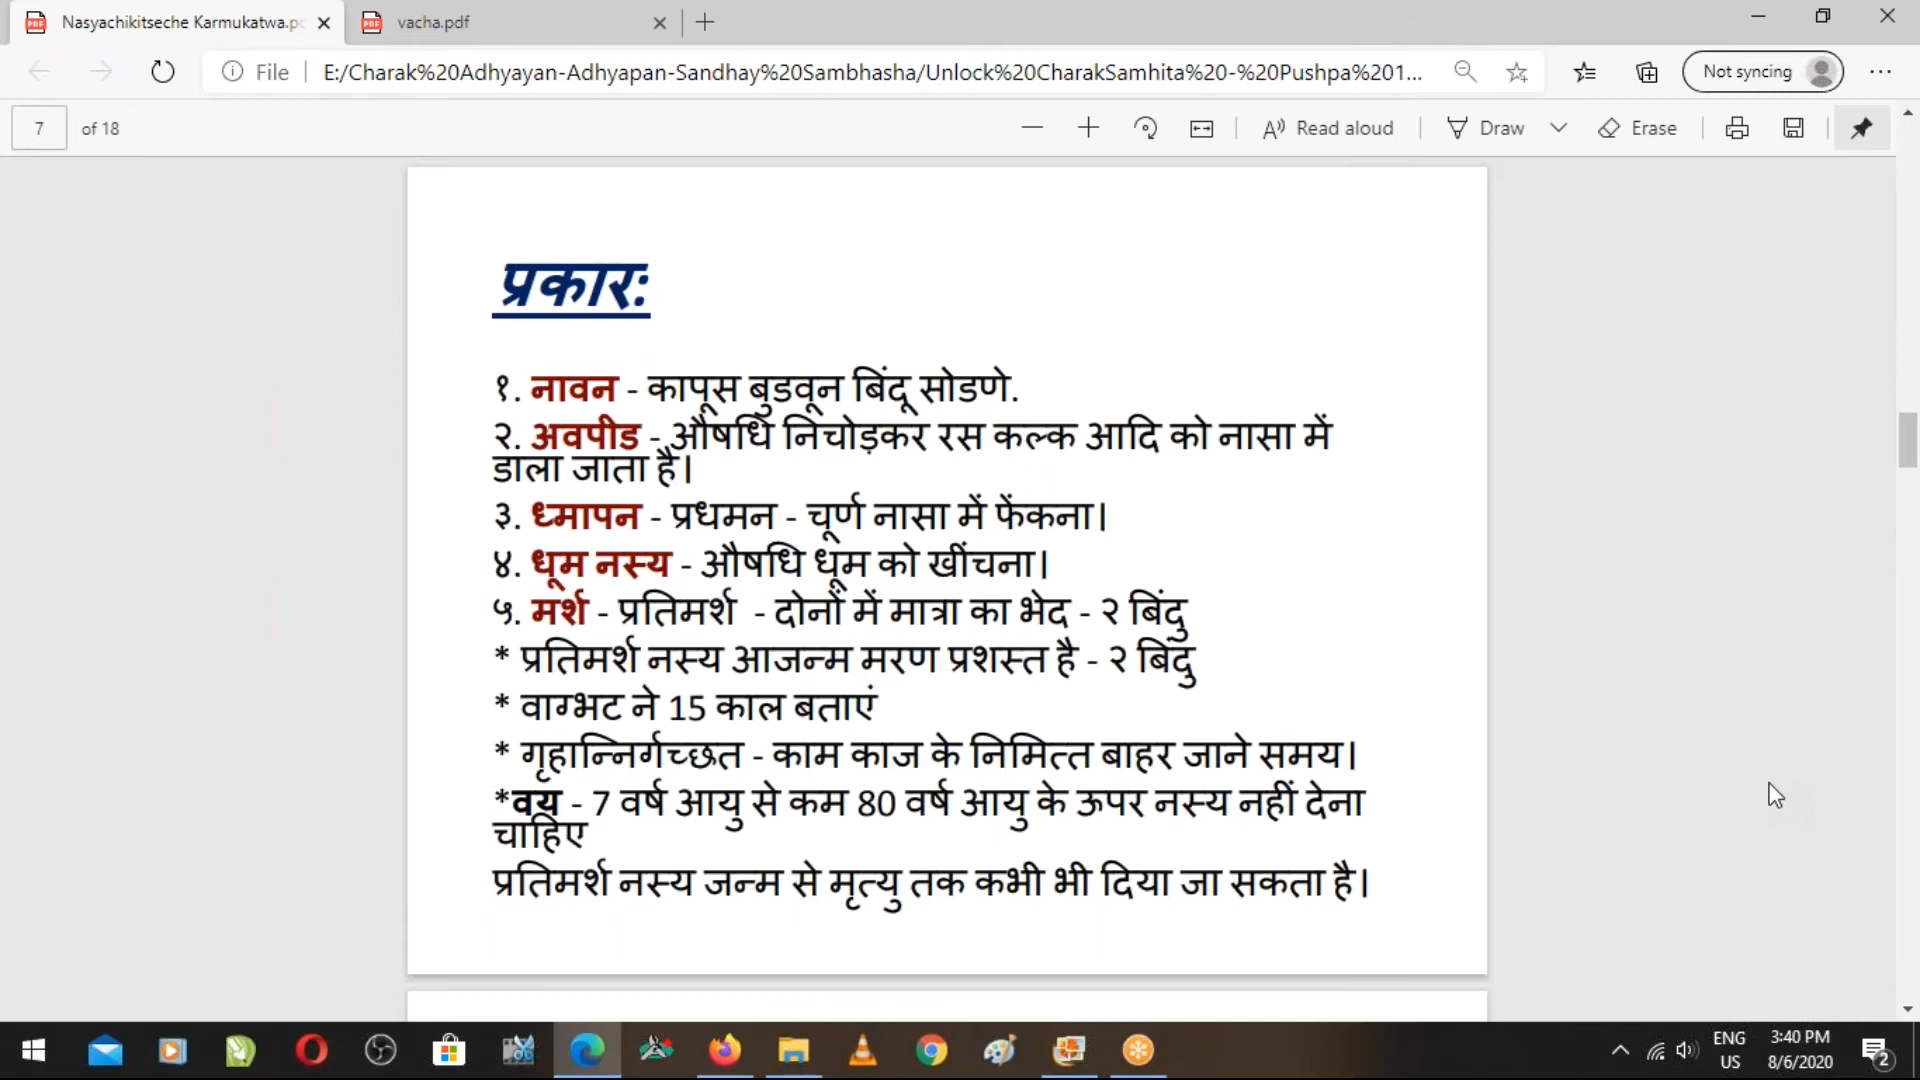 Nasyachikitseche Karmukatwa.p
vacha.pdf
File
E:/Charak%20Adhyayan-Adhyapan-Sandhay%20Sambhasha/Unlock%20CharakSamhita%20-%20Pushpa%201...
Not syncing
7 of 18
Read aloud
Draw
Erase
प्रकार:
१. नावन - कापूस बुडवून बिंदू सोडणे.
२. अवपीड - औषधि निचोड़कर रस कल्क आदि को नासा में
डाला जाता है।
३. ध्मापन - प्रधमन - चूर्ण नासा में फेंकना।
४. धूम नस्य - औषधि धूम को खींचना।
५. मर्श - प्रतिमर्श - दोनों में मात्रा का भेद - २ बिंदु
* प्रतिमर्श नस्य आजन्म मरण प्रशस्त है - २ बिंदु
* वाग्भट ने 15 काल बताएं
* गृहान्निर्गच्छत - काम काज के निमित्त बाहर जाने समय।
*वय - 7 वर्ष आयु से कम 80 वर्ष आयु के ऊपर नस्य नहीं देना
चाहिए
प्रतिमर्श नस्य जन्म से मृत्यु तक कभी भी दिया जा सकता है।
ENG
US
3:40 PM
8/6/2020
2